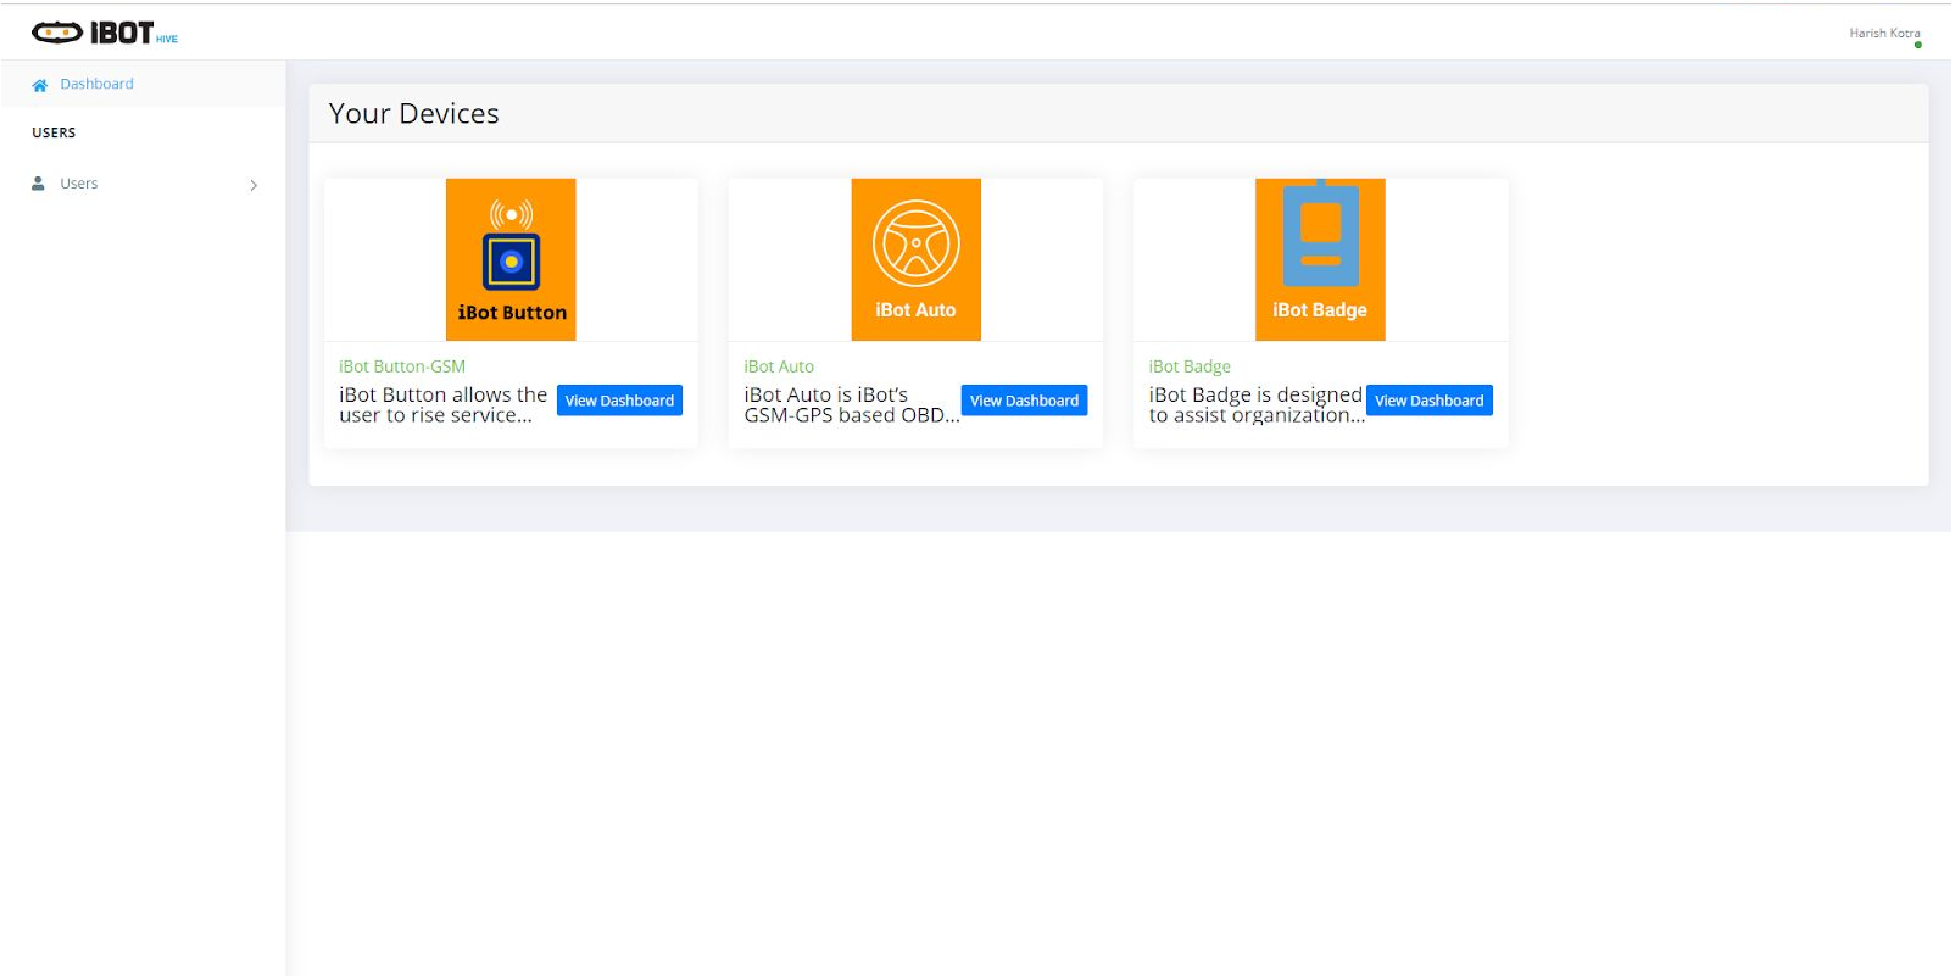 iBOT HIVE
Harish Kotra
Dashboard
USERS
Users
Your Devices
iBot Button
iBot Button-GSM
iBot Button allows the
user to rise service...
View Dashboard
iBot Auto
iBot Auto
iBot Auto is iBot’s
GSM-GPS based OBD...
View Dashboard
iBot Badge
iBot Badge
iBot Badge is designed
to assist organization...
View Dashboard